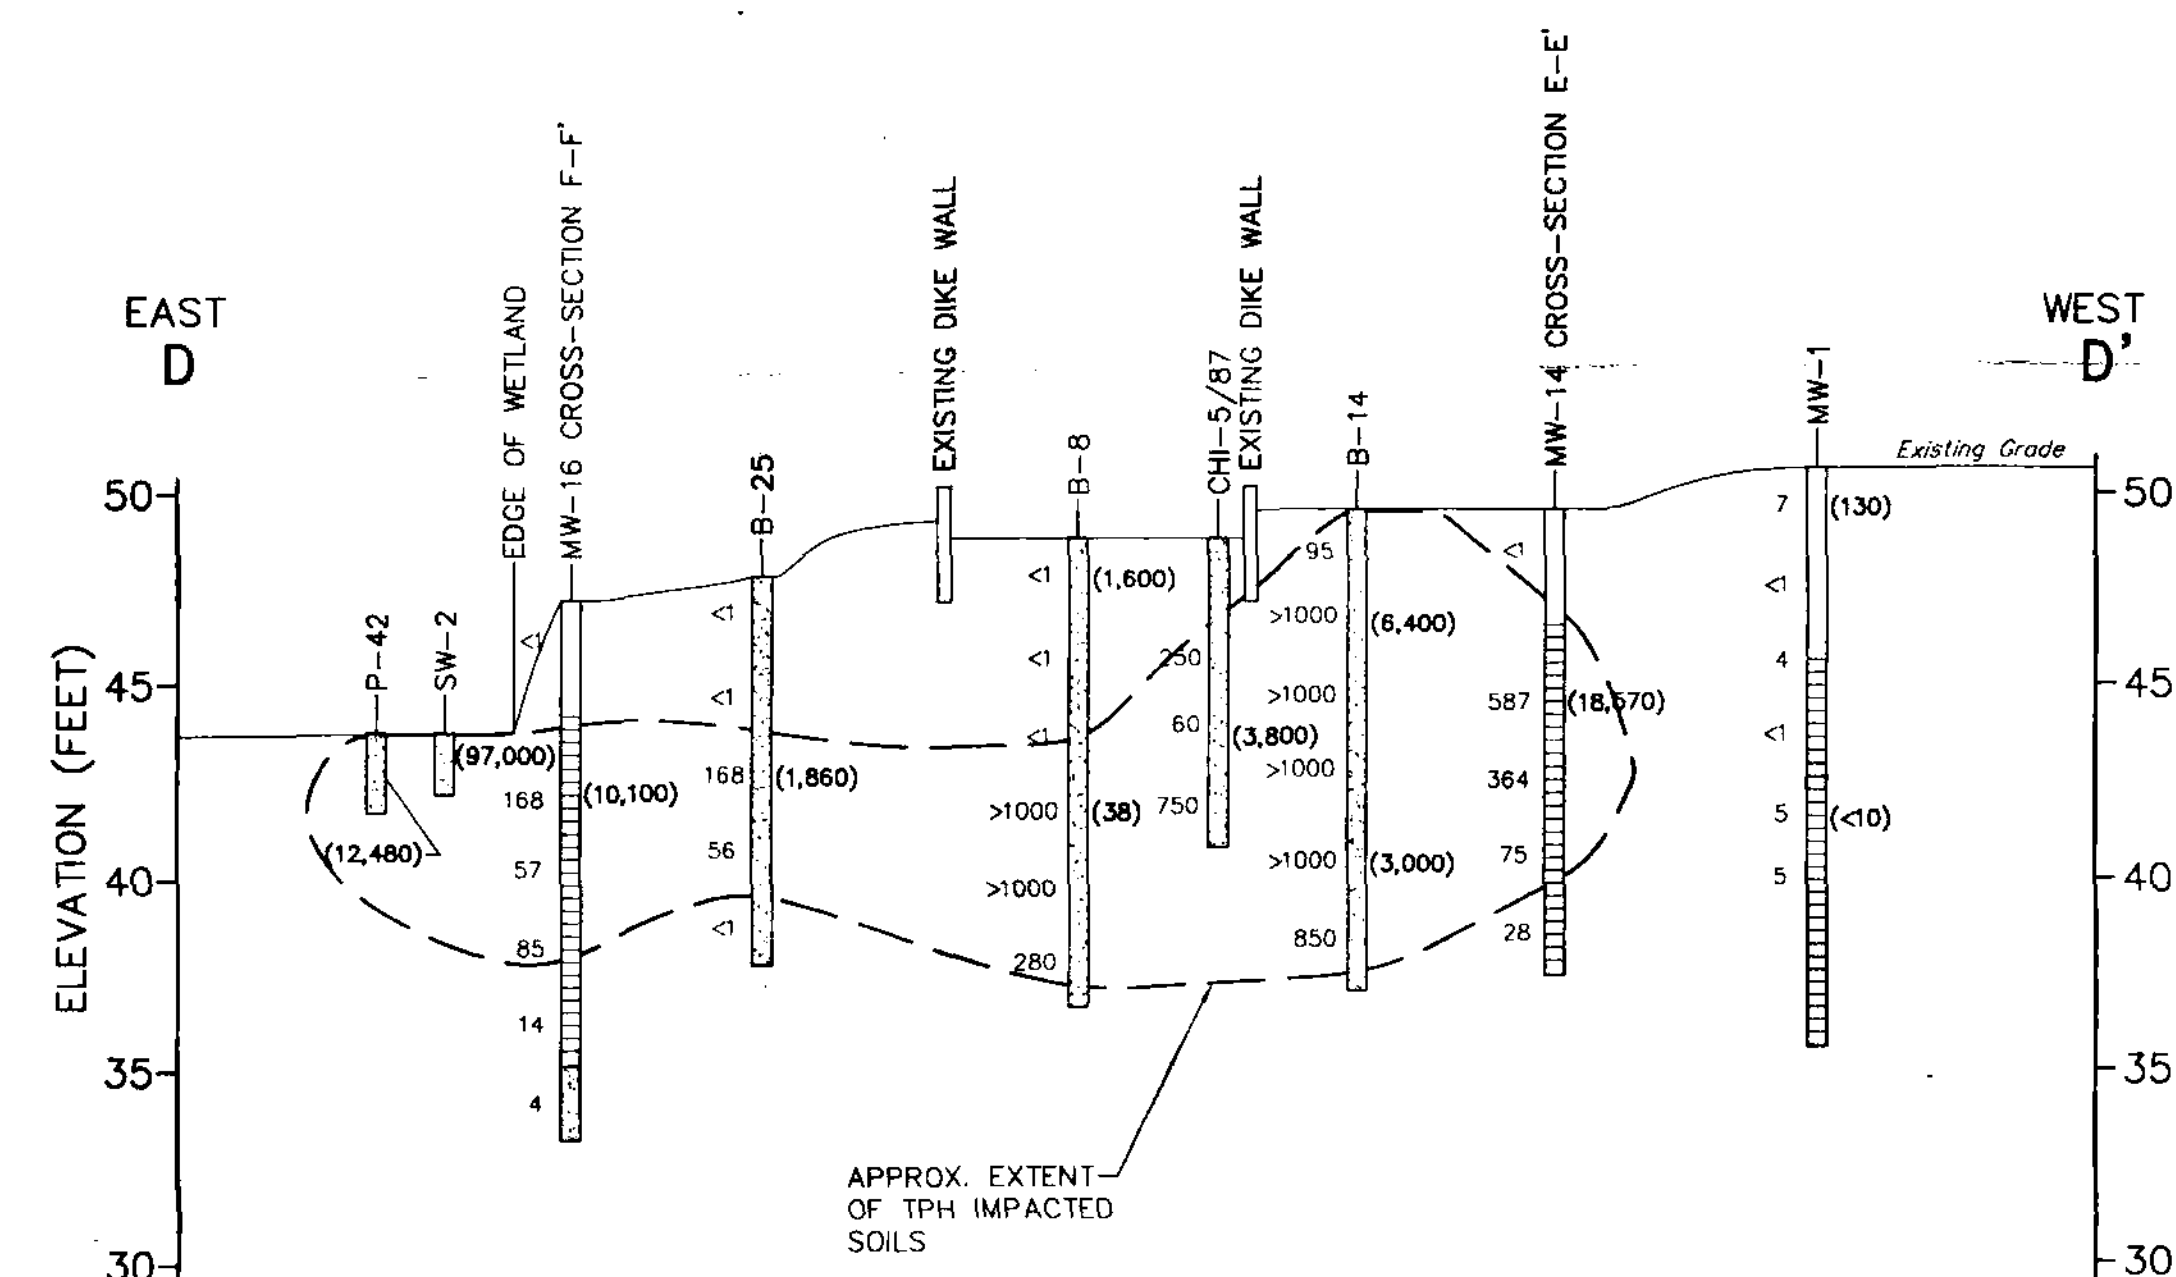 EAST
D
WEST
D'
EDGE OF WETLAND
MW-16 CROSS-SECTION F-F'
EXISTING DIKE WALL
EXISTING DIKE WALL
MW-14 CROSS-SECTION E-E'
P-42
SW-2
B-25
B-8
CHI-5/87
B-14
MW-1
Existing Grade
ELEVATION (FEET)
50
45
40
35
30
50
45
40
35
30
(97,000)
(12,480)
<1
168
(10,100)
57
85
14
4
<1
<1
168
(1,860)
56
<1
<1
(1,600)
<1
<1
>1000
(38)
>1000
280
250
60
(3,800)
750
95
>1000
(6,400)
>1000
>1000
>1000
(3,000)
850
<1
587
(18,570)
364
75
28
7
(130)
<1
4
<1
5
(<10)
5
APPROX. EXTENT
OF TPH IMPACTED
SOILS